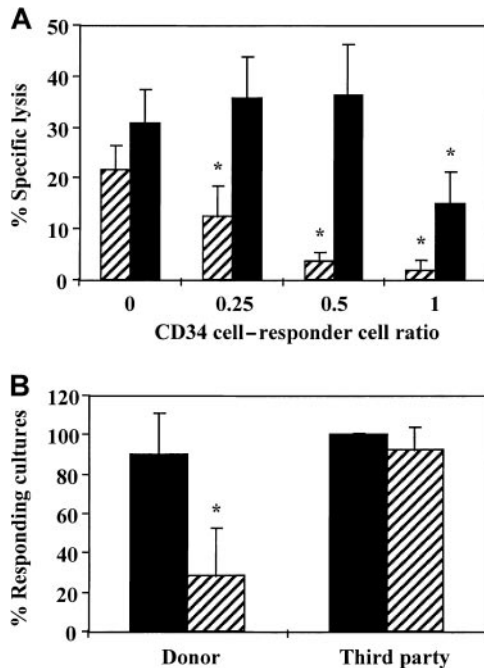 A
50
40
30
20
10
0
% Specific lysis
*
*
*
*
0 0.25 0.5 1
CD34 cell–responder cell ratio
B
120
100
80
60
40
20
0
% Responding cultures
*
Donor Third party